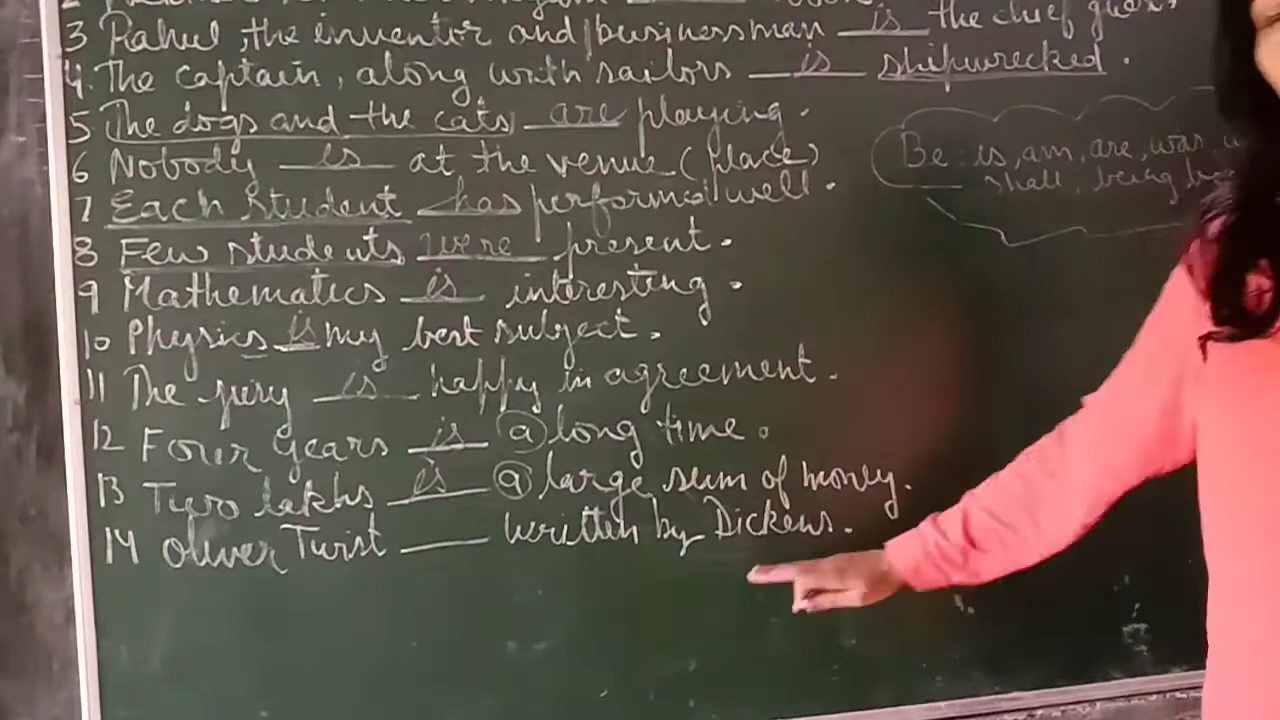 3 Rahul, the inventor and businessman is the chief guest.
4. The captain, along with sailors is shipwrecked.
5 The dogs and the cats are playing.
6 Nobody is at the venue (place)
7 Each student has performed well.
8 Few students were present.
9 Mathematics is interesting.
10 Physics is my best subject.
11 The jury is happy in agreement.
12 Four years is a long time.
13 Two lakhs is a large sum of money.
14 Oliver Twist ____ written by Dickens.
Be: is, am, are, was,
shall, being